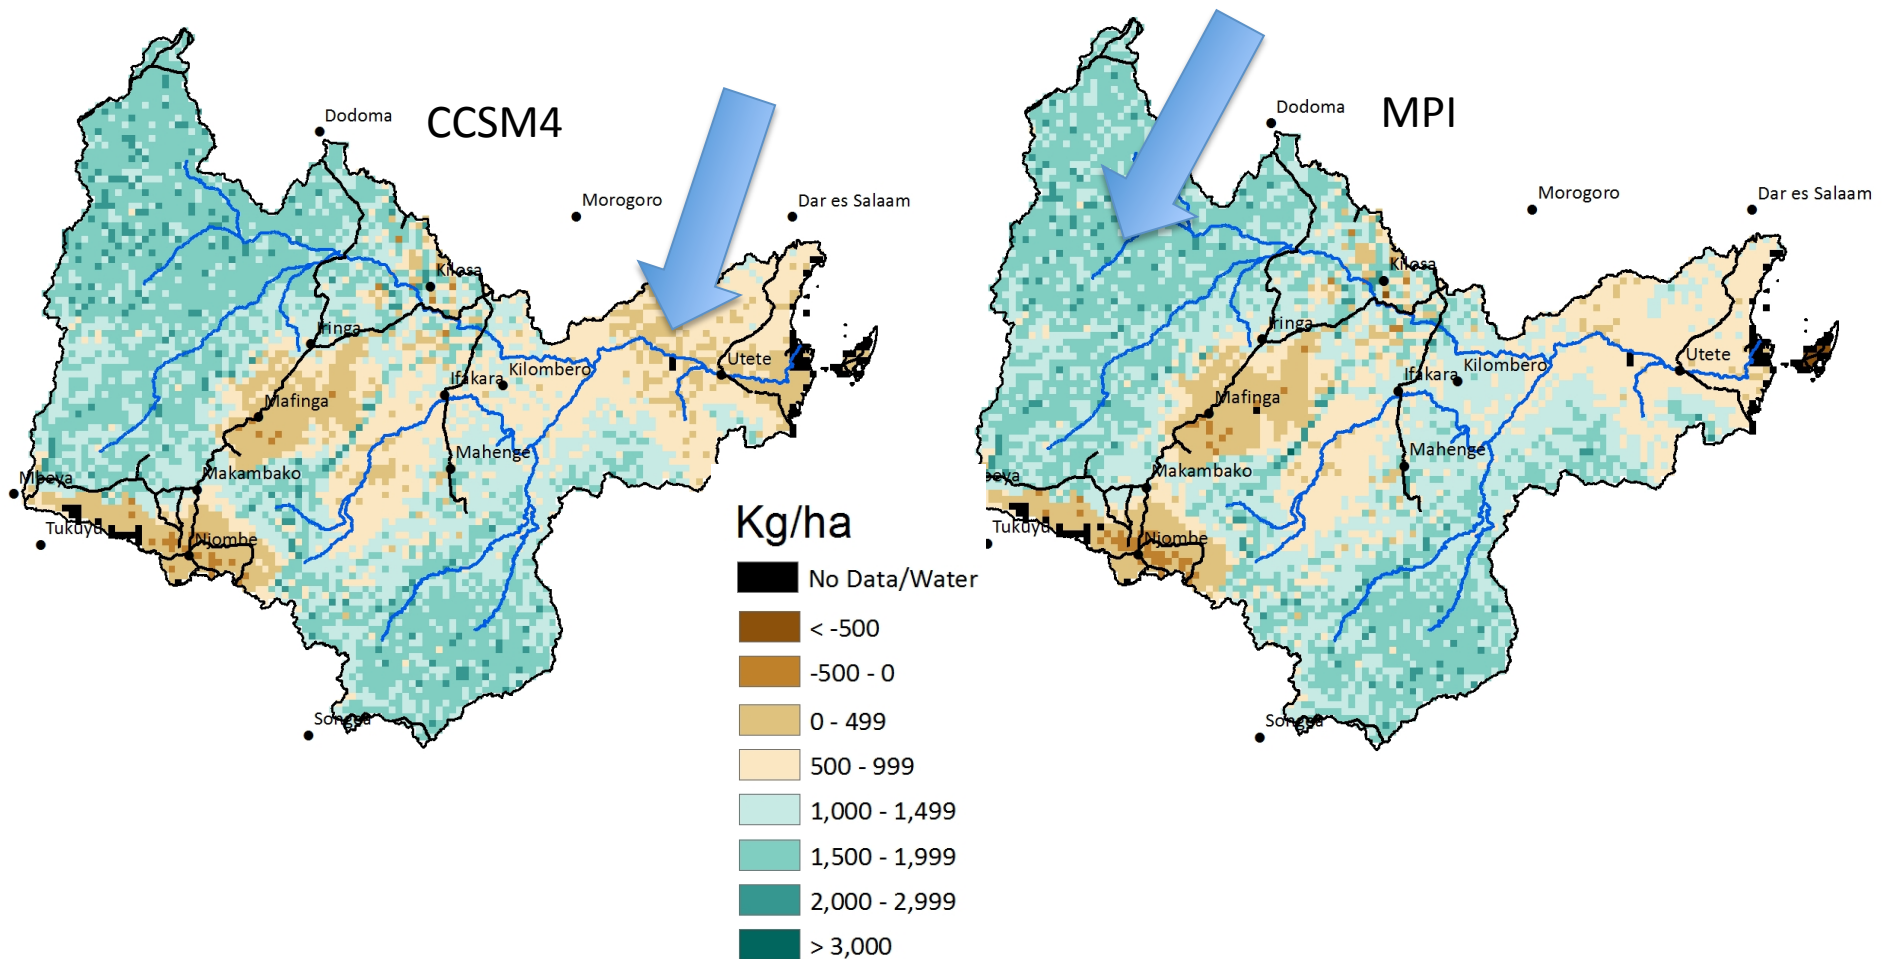 CCSM4
Dodoma
Morogoro
Dar es Salaam
Kilosa
Iringa
Utete
Kilombero
Ifakara
Mafinga
Mahenge
Makambako
Mbeya
Tukuyu
Njombe
Songea
MPI
Dodoma
Morogoro
Dar es Salaam
Kilosa
Iringa
Utete
Kilombero
Ifakara
Mafinga
Mahenge
Makambako
beya
Tukuyu
Njombe
Songea
Kg/ha
No Data/Water
< -500
-500 - 0
0 - 499
500 - 999
1,000 - 1,499
1,500 - 1,999
2,000 - 2,999
> 3,000